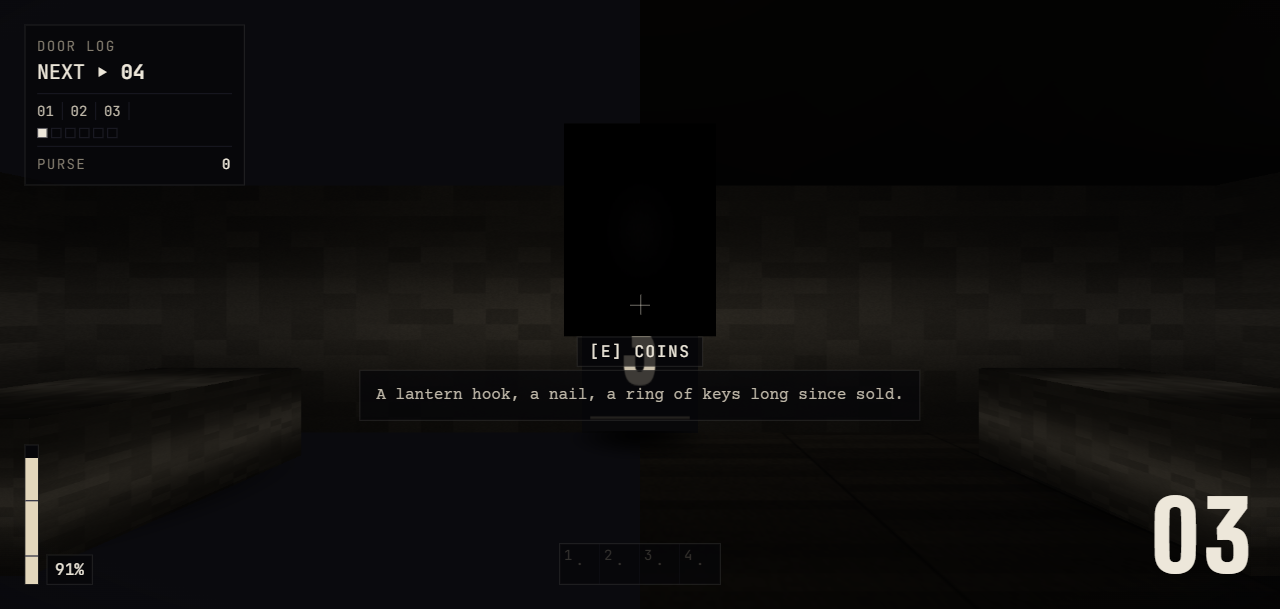 DOOR LOG
NEXT ▶ 04
01 02 03
PURSE 0
[E] COINS
A lantern hook, a nail, a ring of keys long since sold.
1 2 3 4
91%
03